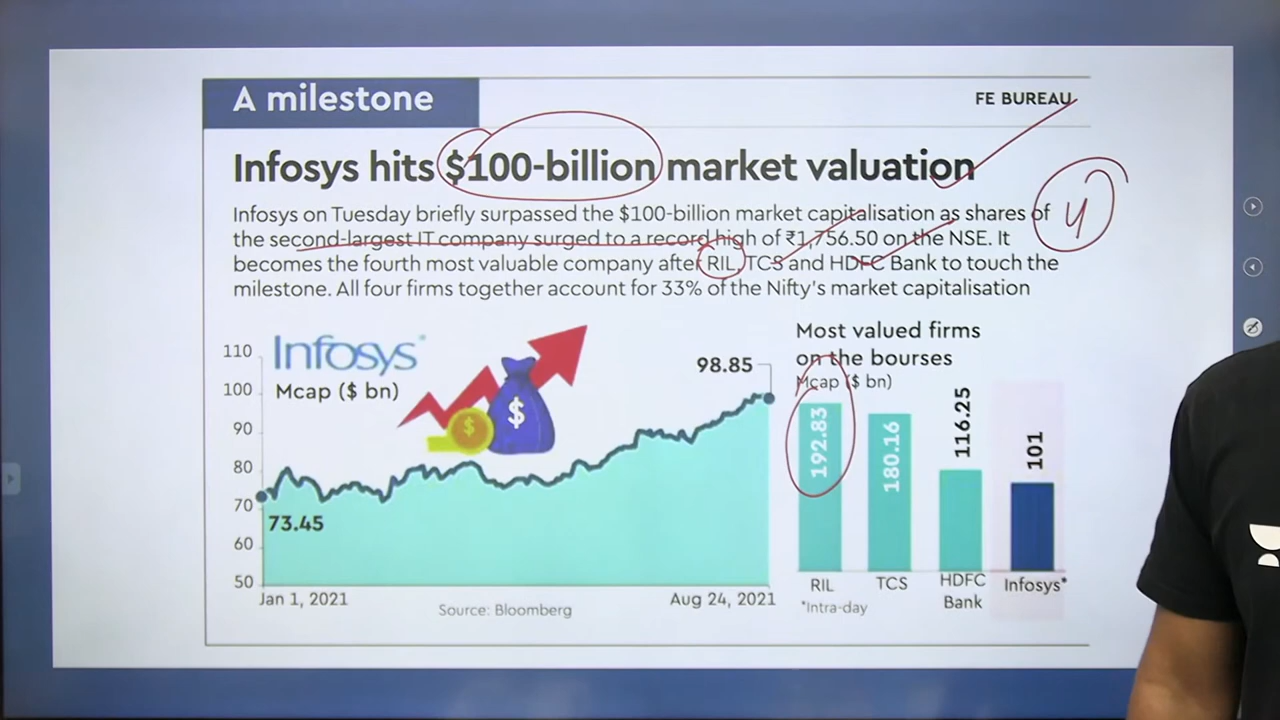 A milestone
FE BUREAU
Infosys hits $100-billion market valuation
Infosys on Tuesday briefly surpassed the $100-billion market capitalisation as shares of
the second-largest IT company surged to a record high of ₹1,756.50 on the NSE. It
becomes the fourth most valuable company after RIL, TCS and HDFC Bank to touch the
milestone. All four firms together account for 33% of the Nifty's market capitalisation
4
Infosys
Mcap ($ bn)
110
100
90
80
70
60
50
98.85
73.45
$
$
Jan 1, 2021
Aug 24, 2021
Source: Bloomberg
Most valued firms
on the bourses
Mcap ($ bn)
192.83
180.16
116.25
101
RIL
TCS
HDFC
Bank
Infosys*
*Intra-day